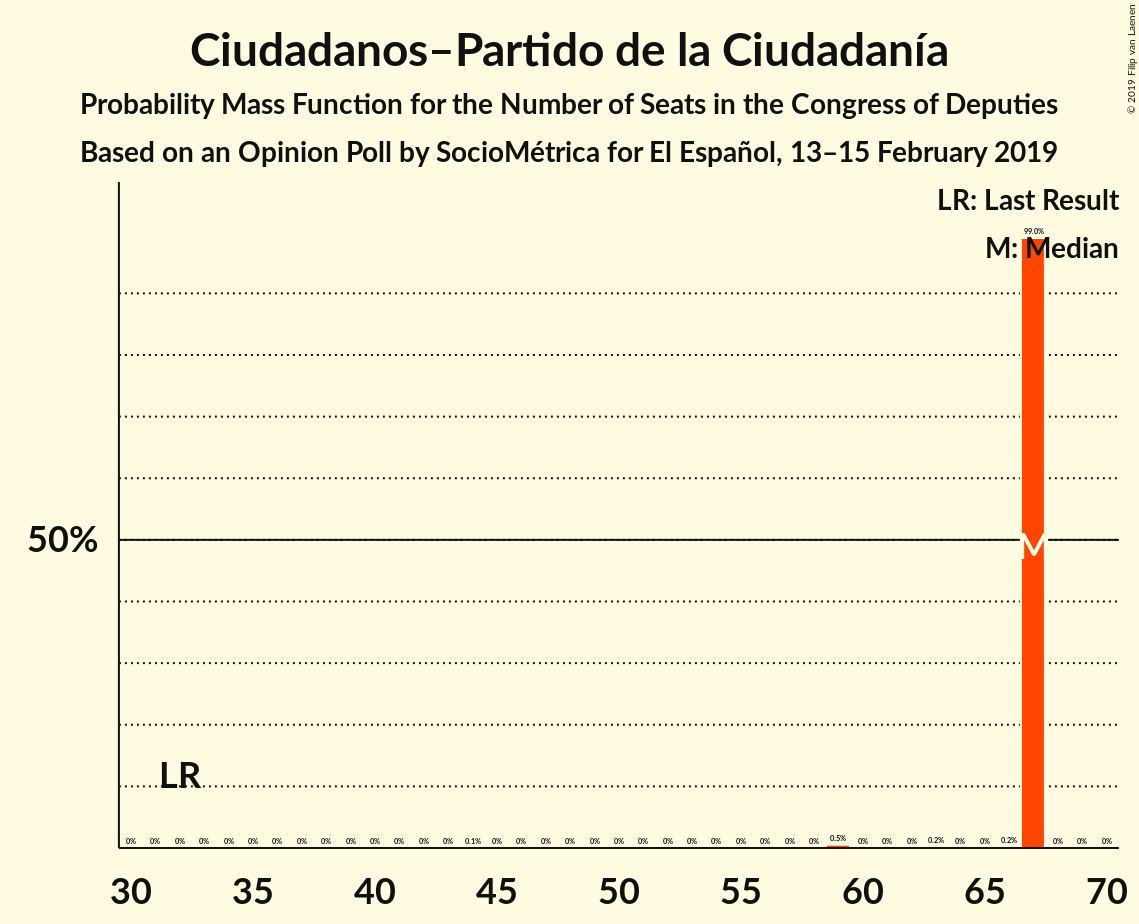 © 2019 Filip van Laenen
Ciudadanos–Partido de la Ciudadanía
Probability Mass Function for the Number of Seats in the Congress of Deputies
Based on an Opinion Poll by SocioMétrica for El Español, 13–15 February 2019
LR: Last Result
99.0%
M: Median
50%
M
LR
0% 0% 0% 0% 0% 0% 0% 0% 0% 0% 0% 0% 0% 0% 0.1% 0% 0% 0% 0% 0% 0% 0% 0% 0% 0% 0% 0% 0% 0% 0.5% 0% 0% 0% 0.2% 0% 0% 0.2% 0% 0% 0%
30 35 40 45 50 55 60 65 70